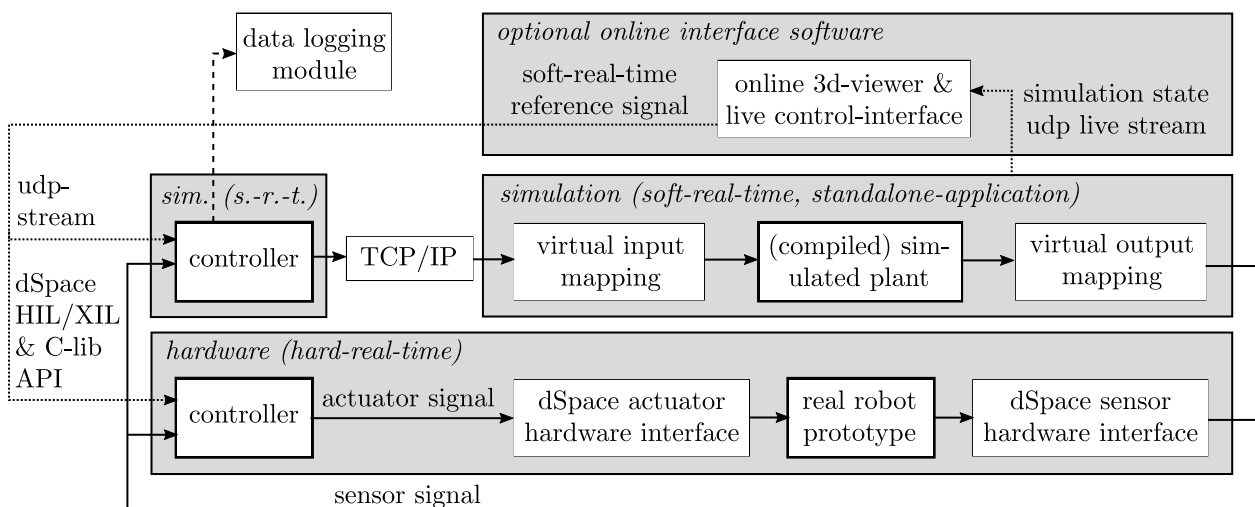 data logging
module
optional online interface software
soft-real-time
reference signal
online 3d-viewer &
live control-interface
simulation state
udp live stream
udp-
stream
sim. (s.-r.-t.)
controller
TCP/IP
simulation (soft-real-time, standalone-application)
virtual input
mapping
(compiled) sim-
ulated plant
virtual output
mapping
dSpace
HIL/XIL
& C-lib
API
hardware (hard-real-time)
controller
actuator signal
dSpace actuator
hardware interface
real robot
prototype
dSpace sensor
hardware interface
sensor signal